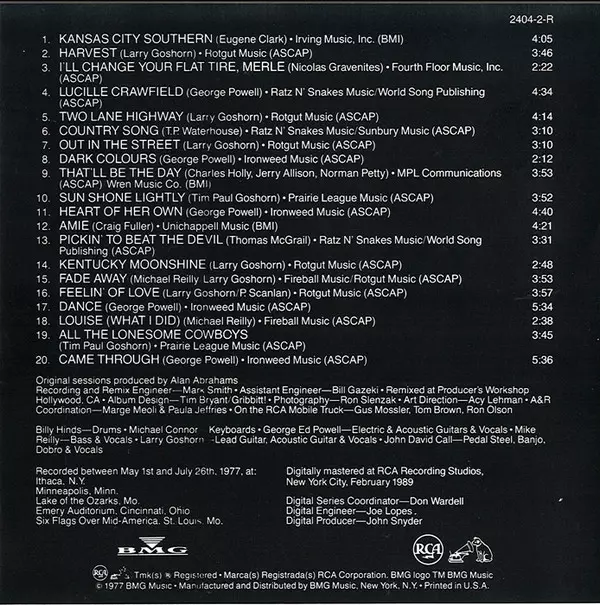 2404-2-R
1. KANSAS CITY SOUTHERN (Eugene Clark) • Irving Music, Inc. (BMI) 4:05
2. HARVEST (Larry Goshorn) • Rotgut Music (ASCAP) 3:46
3. I'LL CHANGE YOUR FLAT TIRE, MERLE (Nicolas Gravenites) • Fourth Floor Music, Inc. 2:22
(ASCAP)
4. LUCILLE CRAWFIELD (George Powell) • Ratz N' Snakes Music/World Song Publishing 4:34
(ASCAP)
5. TWO LANE HIGHWAY (Larry Goshorn) • Rotgut Music (ASCAP) 4:14
6. COUNTRY SONG (T.P. Waterhouse) • Ratz N' Snakes Music/Sunbury Music (ASCAP) 3:10
7. OUT IN THE STREET (Larry Goshorn) • Rotgut Music (ASCAP) 3:10
8. DARK COLOURS (George Powell) • Ironweed Music (ASCAP) 2:12
9. THAT'LL BE THE DAY (Charles Holly, Jerry Allison, Norman Petty) • MPL Communications 3:53
(ASCAP) Wren Music Co. (BMI)
10. SUN SHONE LIGHTLY (Tim Paul Goshorn) • Prairie League Music (ASCAP) 3:52
11. HEART OF HER OWN (George Powell) • Ironweed Music (ASCAP) 4:40
12. AMIE (Craig Fuller) • Unichappell Music (BMI) 4:21
13. PICKIN' TO BEAT THE DEVIL (Thomas McGrail) • Ratz N' Snakes Music/World Song 3:31
Publishing (ASCAP)
14. KENTUCKY MOONSHINE (Larry Goshorn) • Rotgut Music (ASCAP) 2:48
15. FADE AWAY (Michael Reilly Larry Goshorn) • Fireball Music/Rotgut Music (ASCAP) 3:53
16. FEELIN' OF LOVE (Larry Goshorn/P. Scanlan) • Rotgut Music (ASCAP) 3:57
17. DANCE (George Powell) • Ironweed Music (ASCAP) 5:34
18. LOUISE (WHAT I DID) (Michael Reilly) • Fireball Music (ASCAP) 2:38
19. ALL THE LONESOME COWBOYS 3:45
(Tim Paul Goshorn) • Prairie League Music (ASCAP)
20. CAME THROUGH (George Powell) • Ironweed Music (ASCAP) 5:36
Original sessions produced by Alan Abrahams
Recording and Remix Engineer—Mark Smith • Assistant Engineer—Bill Gazeki • Remixed at Producer's Workshop
Hollywood, CA • Album Design—Tim Bryant/Gribbitt! • Photography—Ron Slenzak • Art Direction—Acy Lehman • A&R
Coordination—Marge Meoli & Paula Jeffries • On the RCA Mobile Truck—Gus Mossler, Tom Brown, Ron Olson
Billy Hinds—Drums • Michael Connor—Keyboards • George Ed Powell—Electric & Acoustic Guitars & Vocals • Mike
Reilly—Bass & Vocals • Larry Goshorn—Lead Guitar, Acoustic Guitar & Vocals • John David Call—Pedal Steel, Banjo,
Dobro & Vocals
Recorded between May 1st and July 26th, 1977, at:
Ithaca, N.Y.
Minneapolis, Minn.
Lake of the Ozarks, Mo.
Emery Auditorium, Cincinnati, Ohio
Six Flags Over Mid-America, St. Louis, Mo.
Digitally mastered at RCA Recording Studios,
New York City, February 1989
Digital Series Coordinator—Don Wardell
Digital Engineer—Joe Lopes
Digital Producer—John Snyder
BMG
RCA
RCA Tmk(s) ® Registered • Marca(s) Registrada(s) RCA Corporation. BMG logo TM BMG Music
© 1977 BMG Music • Manufactured and Distributed by BMG Music, New York, N.Y. • Printed in U.S.A.